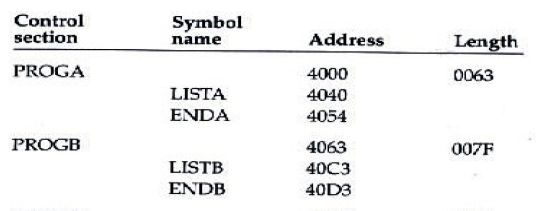 Control section Symbol name Address Length
PROGA 4000 0063
LISTA 4040
ENDA 4054
PROGB 4063 007F
LISTB 40C3
ENDB 40D3